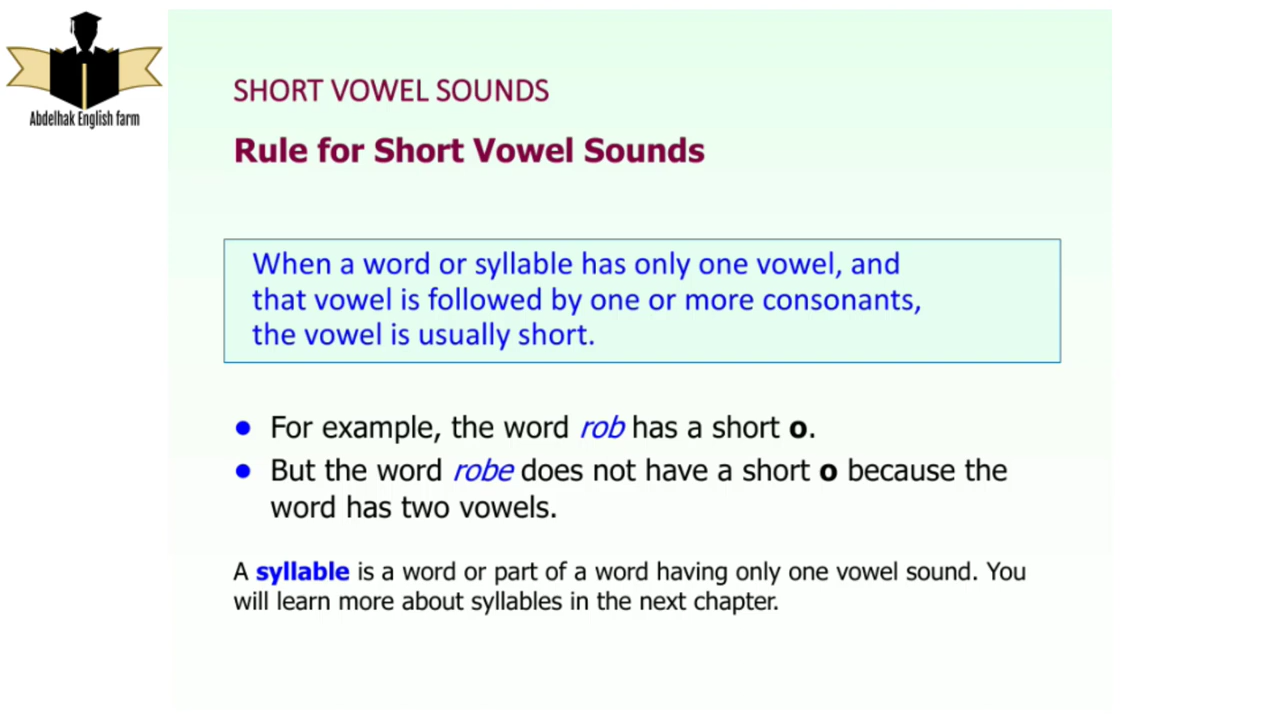 Abdelhak English farm
SHORT VOWEL SOUNDS
Rule for Short Vowel Sounds
When a word or syllable has only one vowel, and
that vowel is followed by one or more consonants,
the vowel is usually short.
● For example, the word rob has a short o.
● But the word robe does not have a short o because the
word has two vowels.
A syllable is a word or part of a word having only one vowel sound. You
will learn more about syllables in the next chapter.